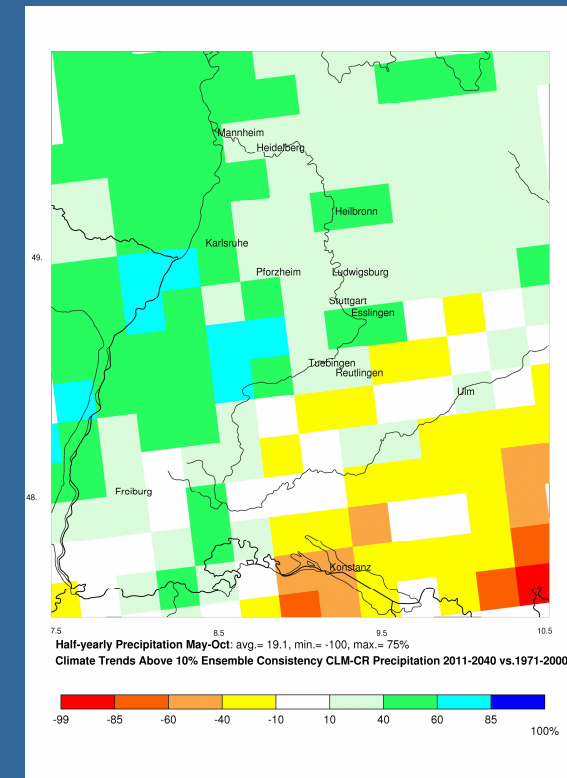 Mannheim
Heidelberg
Heilbronn
Karlsruhe
49.
Pforzheim Ludwigsburg
Stuttgart
Esslingen
Tuebingen
Reutlingen
Ulm
Freiburg
48.
Konstanz
7.5 8.5 9.5 10.5
Half-yearly Precipitation May-Oct: avg.= 19.1, min.= -100, max.= 75%
Climate Trends Above 10% Ensemble Consistency CLM-CR Precipitation 2011-2040 vs.1971-2000
-99 -85 -60 -40 -10 10 40 60 85
100%